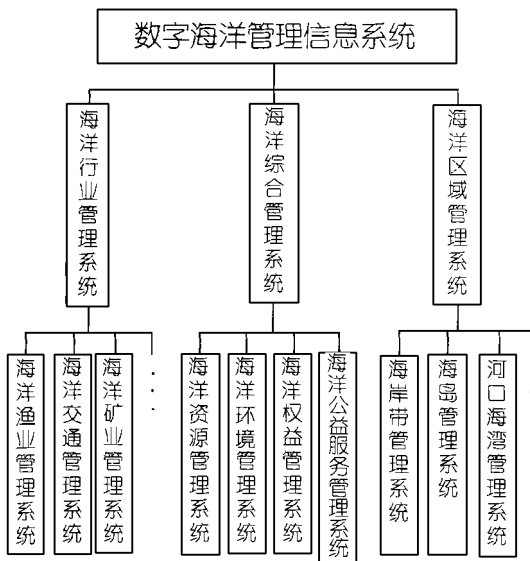 数字海洋管理信息系统
海洋行业管理系统
海洋综合管理系统
海洋区域管理系统
海洋渔业管理系统
海洋交通管理系统
海洋矿业管理系统
...
海洋资源管理系统
海洋环境管理系统
海洋权益管理系统
海洋公益服务管理系统
海岸带管理系统
海岛管理系统
河口海湾管理系统